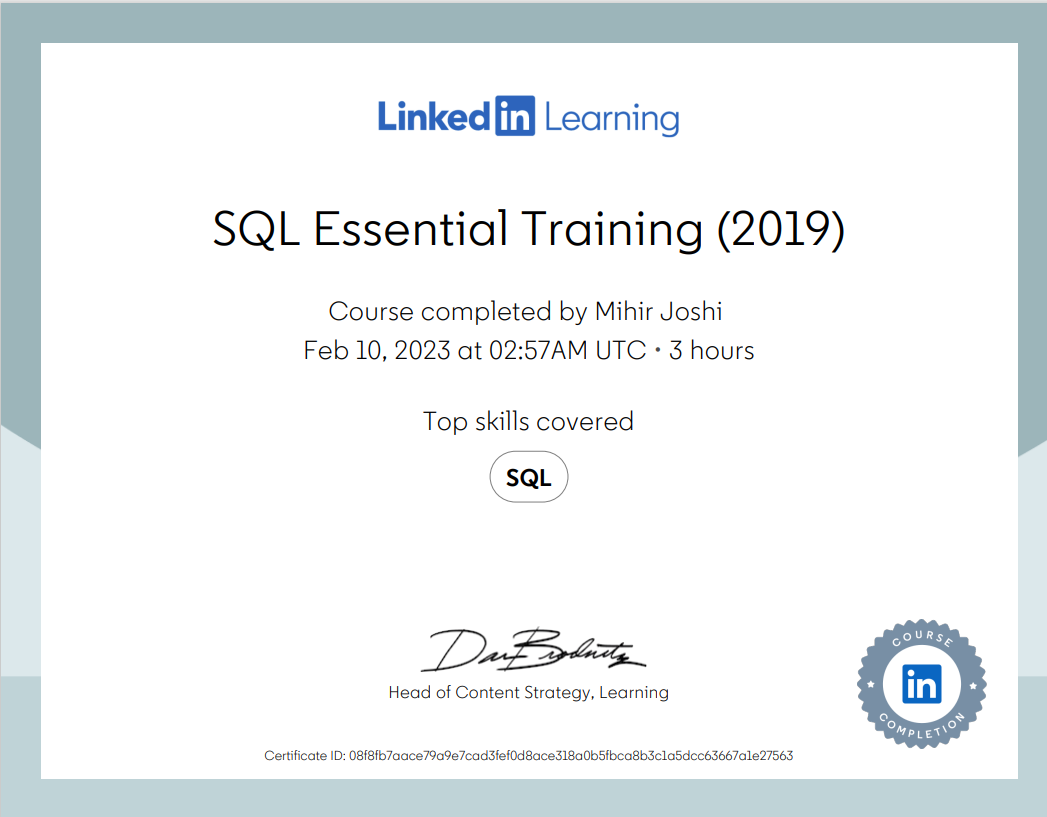 Linked in Learning
SQL Essential Training (2019)
Course completed by Mihir Joshi
Feb 10, 2023 at 02:57AM UTC • 3 hours
Top skills covered
SQL
Dan Brodnitz
Head of Content Strategy, Learning
COURSE
in
COMPLETION
Certificate ID: 08f8fb7aace79a9e7cad3fef0d8ace318a0b5fbca8b3c1a5dcc63667a1e27563